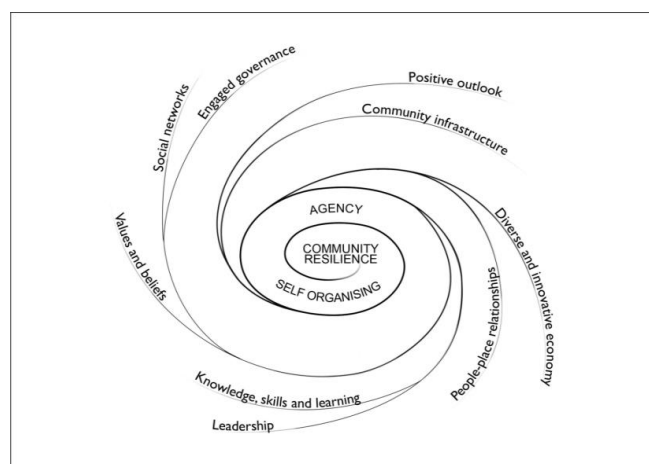 Engaged governance
Social networks
Positive outlook
Community infrastructure
AGENCY
COMMUNITY
RESILIENCE
SELF ORGANISING
Values and beliefs
Diverse and innovative economy
People-place relationships
Knowledge, skills and learning
Leadership